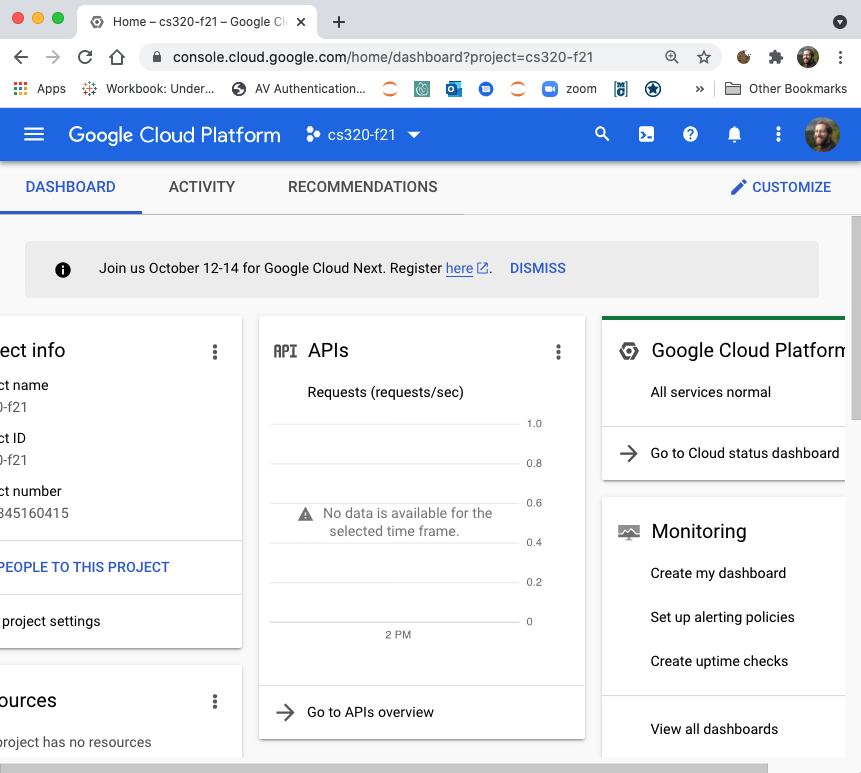 Home – cs320-f21 – Google Cl
console.cloud.google.com/home/dashboard?project=cs320-f21
Apps
Workbook: Under...
AV Authentication...
zoom
»
Other Bookmarks
Google Cloud Platform
cs320-f21
DASHBOARD
ACTIVITY
RECOMMENDATIONS
CUSTOMIZE
Join us October 12-14 for Google Cloud Next. Register here. DISMISS
ect info
ct name
0-f21
ct ID
0-f21
ct number
345160415
PEOPLE TO THIS PROJECT
project settings
ources
project has no resources
API APIs
Requests (requests/sec)
1.0
0.8
0.6
No data is available for the
selected time frame.
0.4
0.2
0
2 PM
Go to APIs overview
Google Cloud Platform
All services normal
Go to Cloud status dashboard
Monitoring
Create my dashboard
Set up alerting policies
Create uptime checks
View all dashboards